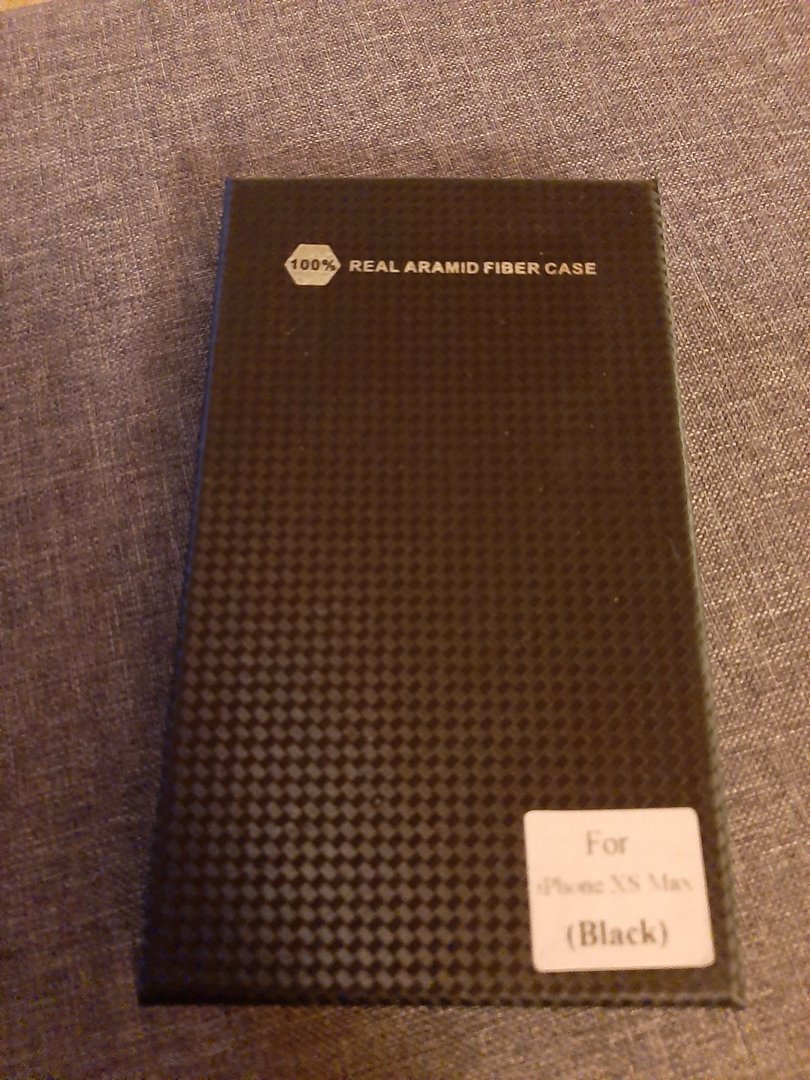 100% REAL ARAMID FIBER CASE
For
iPhone XS Max
(Black)